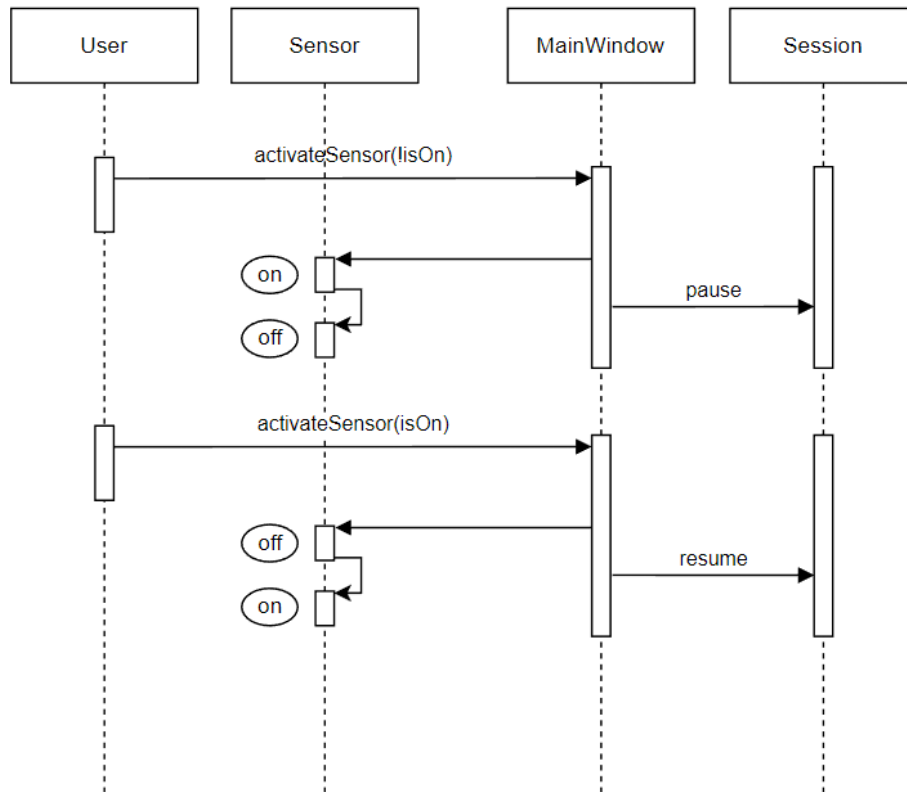 User
Sensor
MainWindow
Session
activateSensor(!isOn)
on
pause
off
activateSensor(isOn)
off
resume
on